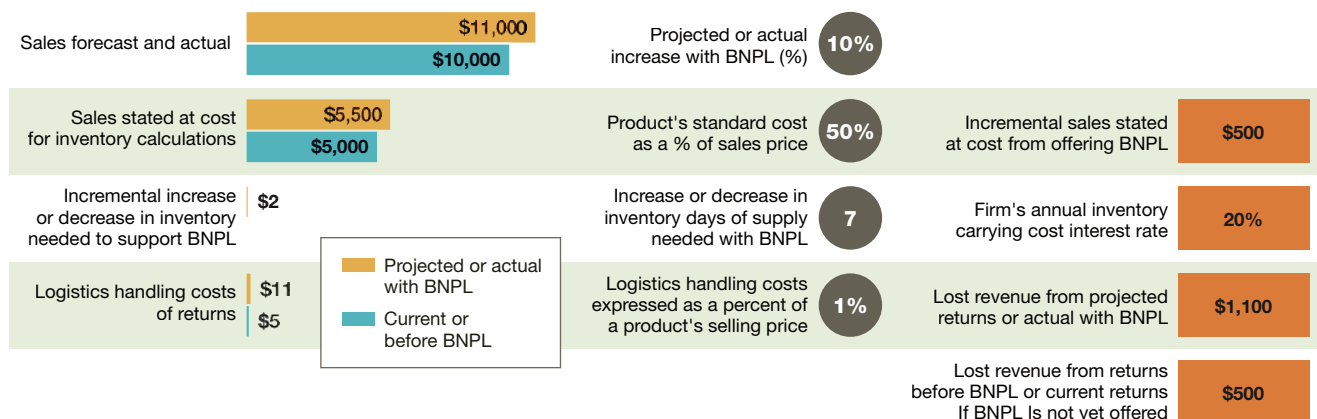 Sales forecast and actual
$11,000
$10,000
Projected or actual
increase with BNPL (%)
10%
Sales stated at cost
for inventory calculations
$5,500
$5,000
Product's standard cost
as a % of sales price
50%
Incremental sales stated
at cost from offering BNPL
$500
Incremental increase
or decrease in inventory
needed to support BNPL
$2
Increase or decrease in
inventory days of supply
needed with BNPL
7
Firm's annual inventory
carrying cost interest rate
20%
Projected or actual
with BNPL
Current or
before BNPL
Logistics handling costs
of returns
$11
$5
Logistics handling costs
expressed as a percent of
a product's selling price
1%
Lost revenue from projected
returns or actual with BNPL
$1,100
Lost revenue from returns
before BNPL or current returns
If BNPL Is not yet offered
$500